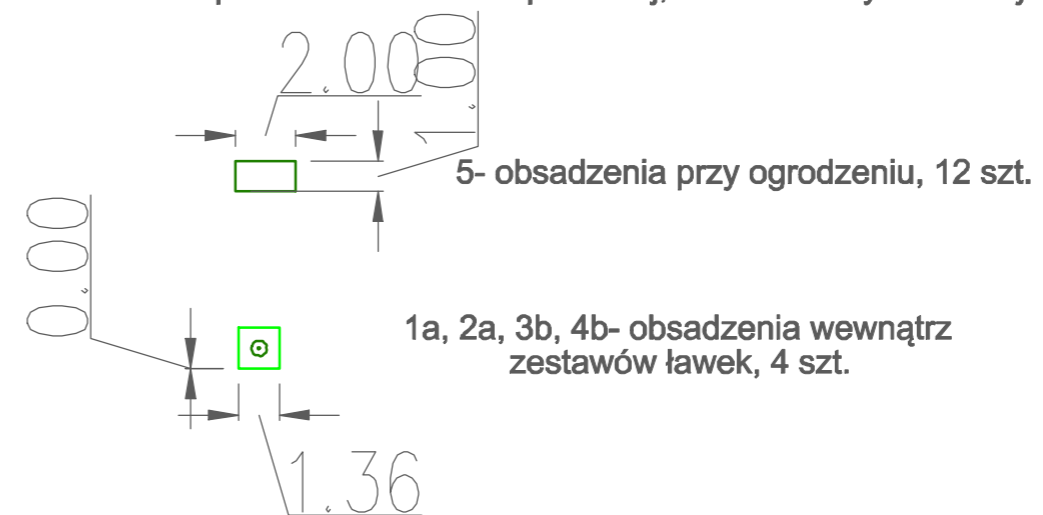 2.00
1.00
5- obsadzenia przy ogrodzeniu, 12 szt.
0.00
1a, 2a, 3b, 4b- obsadzenia wewnątrz
zestawów ławek, 4 szt.
1.36